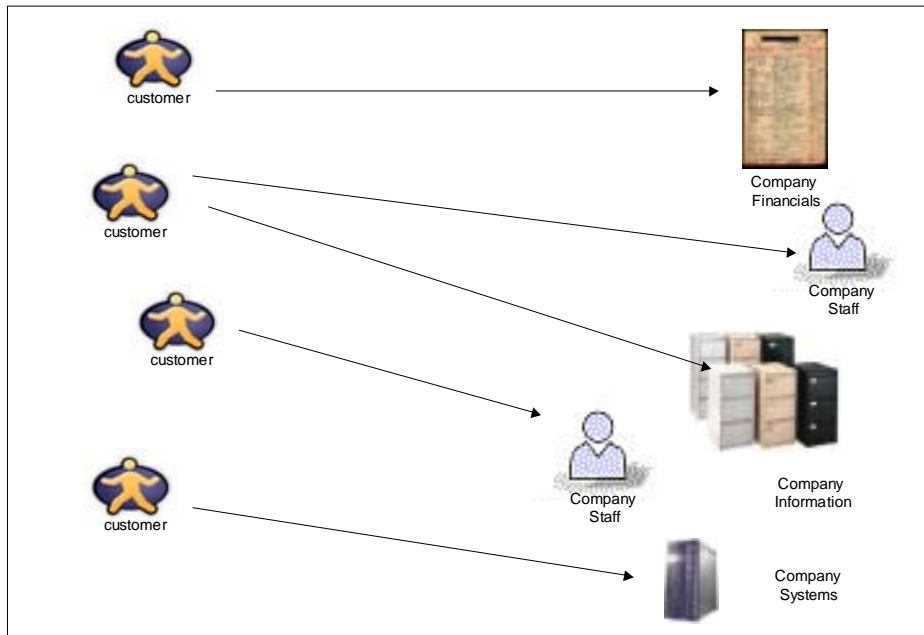 customer
Company
Financials
customer
Company
Staff
customer
Company
Staff
Company
Information
customer
Company
Systems